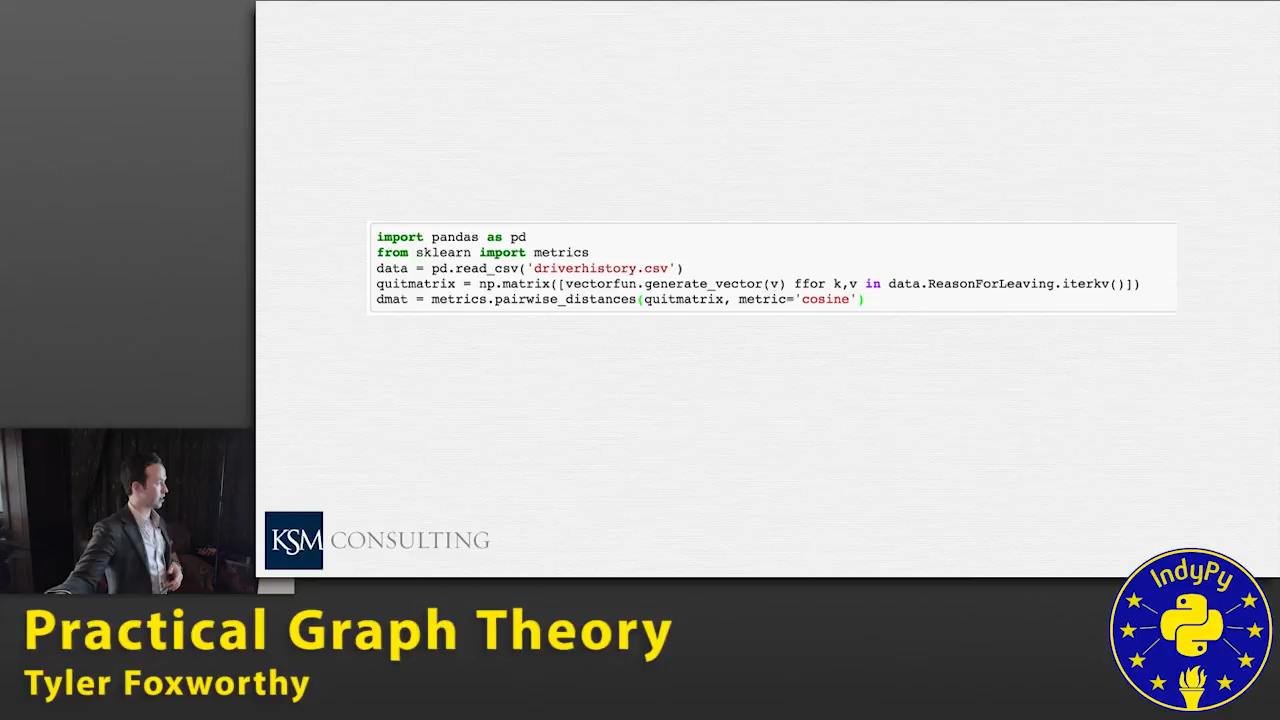 import pandas as pd
from sklearn import metrics
data = pd.read_csv('driverhistory.csv')
quitmatrix = np.matrix([vectorfun.generate_vector(v) ffor k,v in data.ReasonForLeaving.iterkv()])
dmat = metrics.pairwise_distances(quitmatrix, metric='cosine')
KSM CONSULTING
IndyPy
Practical Graph Theory
Tyler Foxworthy